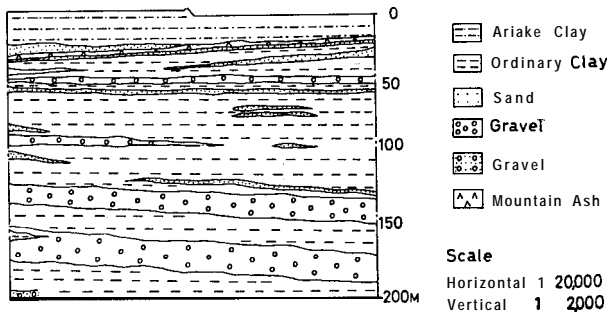 0
50
100
150
200M
Ariake Clay
Ordinary Clay
Sand
Gravel
Gravel
Mountain Ash
Scale
Horizontal 1 20,000
Vertical 1 2,000